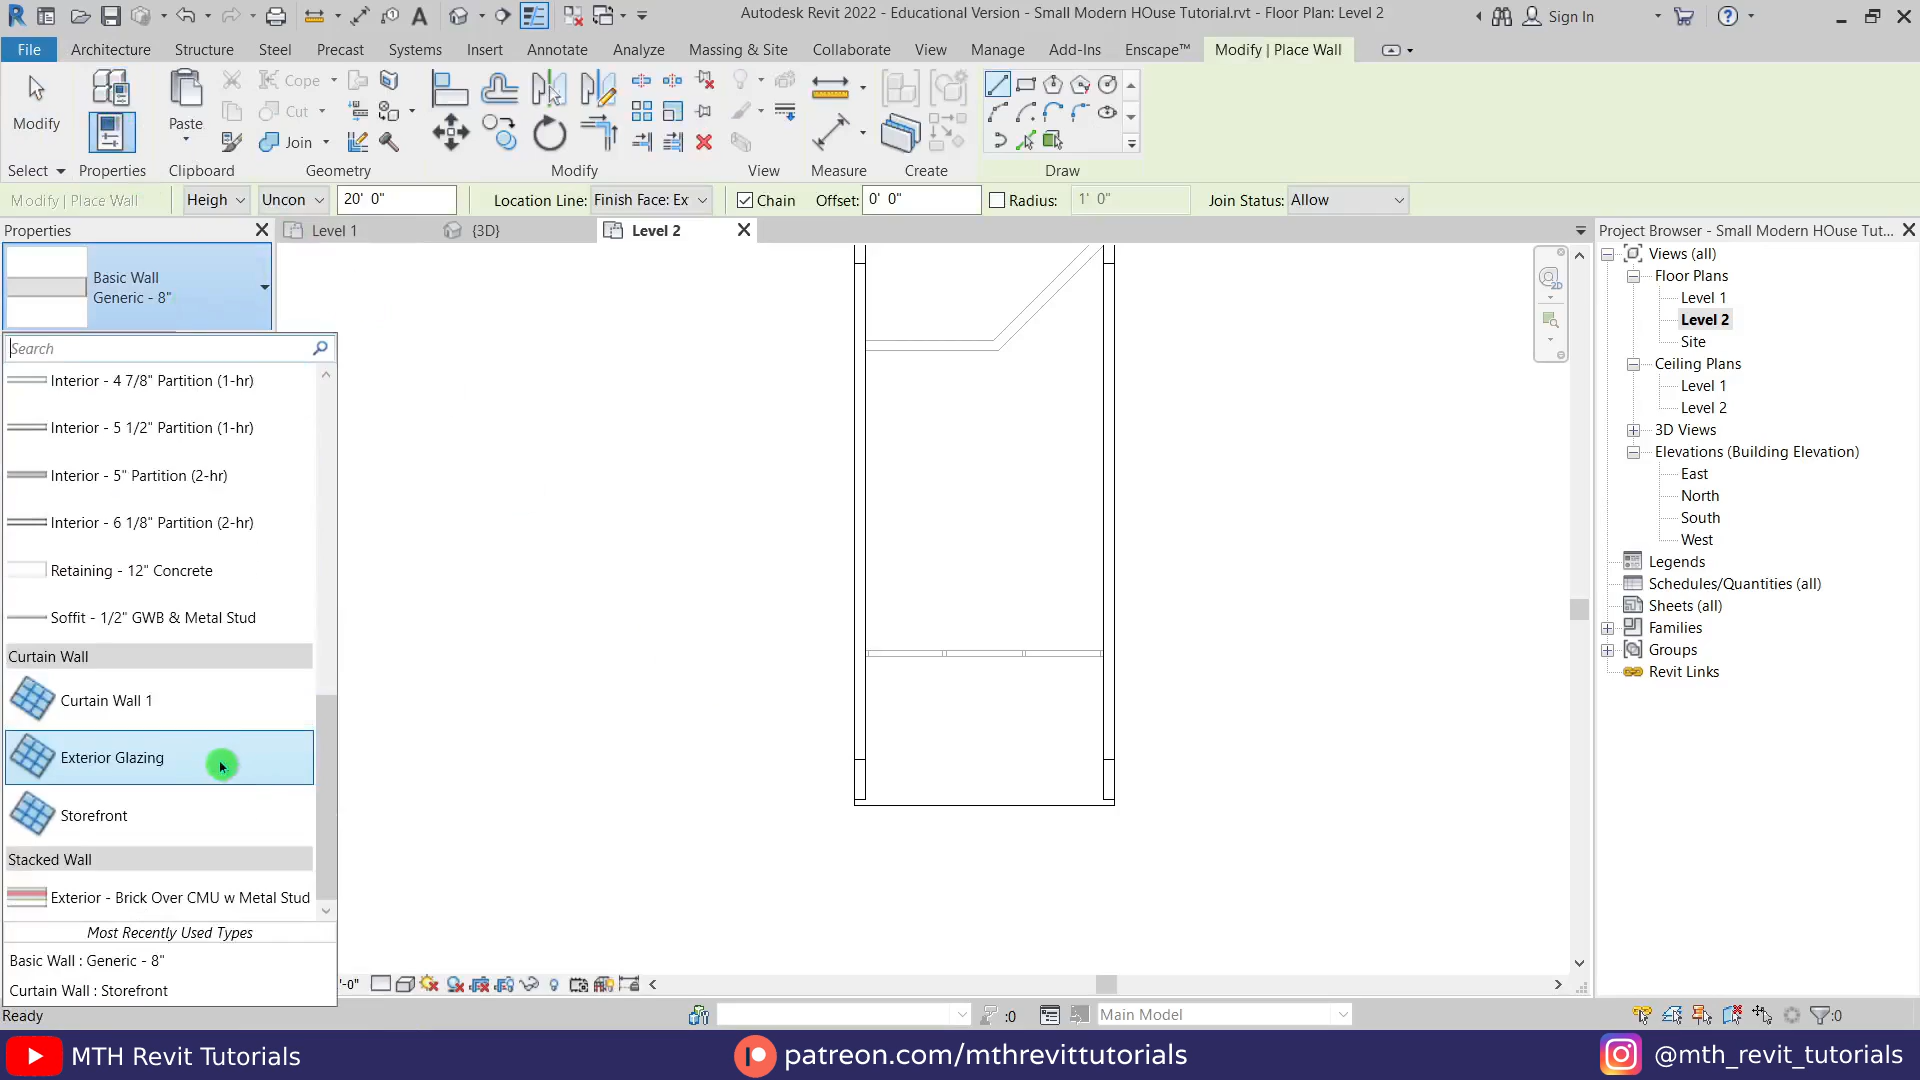 Autodesk Revit 2022 - Educational Version - Small Modern HOuse Tutorial.rvt - Floor Plan: Level 2
Sign In
File Architecture Structure Steel Precast Systems Insert Annotate Analyze Massing & Site Collaborate View Manage Add-Ins Enscape™ Modify | Place Wall
Modify
Paste
Cope
Cut
Join
Select Properties Clipboard Geometry Modify View Measure Create Draw
Modify | Place Wall Heigh Uncon 20' 0" Location Line: Finish Face: Ex Chain Offset: 0' 0" Radius: 1' 0" Join Status: Allow
Properties
Level 1 {3D} Level 2
Project Browser - Small Modern HOuse Tut...
Basic Wall
Generic - 8"
Search
Interior - 4 7/8" Partition (1-hr)
Interior - 5 1/2" Partition (1-hr)
Interior - 5" Partition (2-hr)
Interior - 6 1/8" Partition (2-hr)
Retaining - 12" Concrete
Soffit - 1/2" GWB & Metal Stud
Curtain Wall
Curtain Wall 1
Exterior Glazing
Storefront
Stacked Wall
Exterior - Brick Over CMU w Metal Stud
Most Recently Used Types
Basic Wall : Generic - 8"
Curtain Wall : Storefront
2D
Views (all)
Floor Plans
Level 1
Level 2
Site
Ceiling Plans
Level 1
Level 2
3D Views
Elevations (Building Elevation)
East
North
South
West
Legends
Schedules/Quantities (all)
Sheets (all)
Families
Groups
Revit Links
'-0"
Ready
:0
Main Model
:0
MTH Revit Tutorials
patreon.com/mthrevittutorials
@mth_revit_tutorials